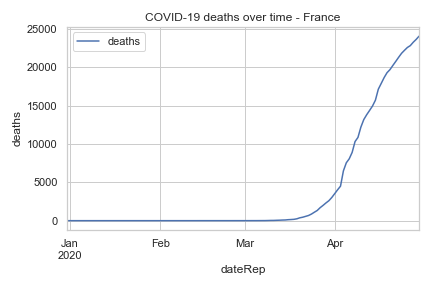 COVID-19 deaths over time - France
deaths
25000
20000
15000
10000
5000
0
deaths
Jan Feb Mar Apr
2020
dateRep